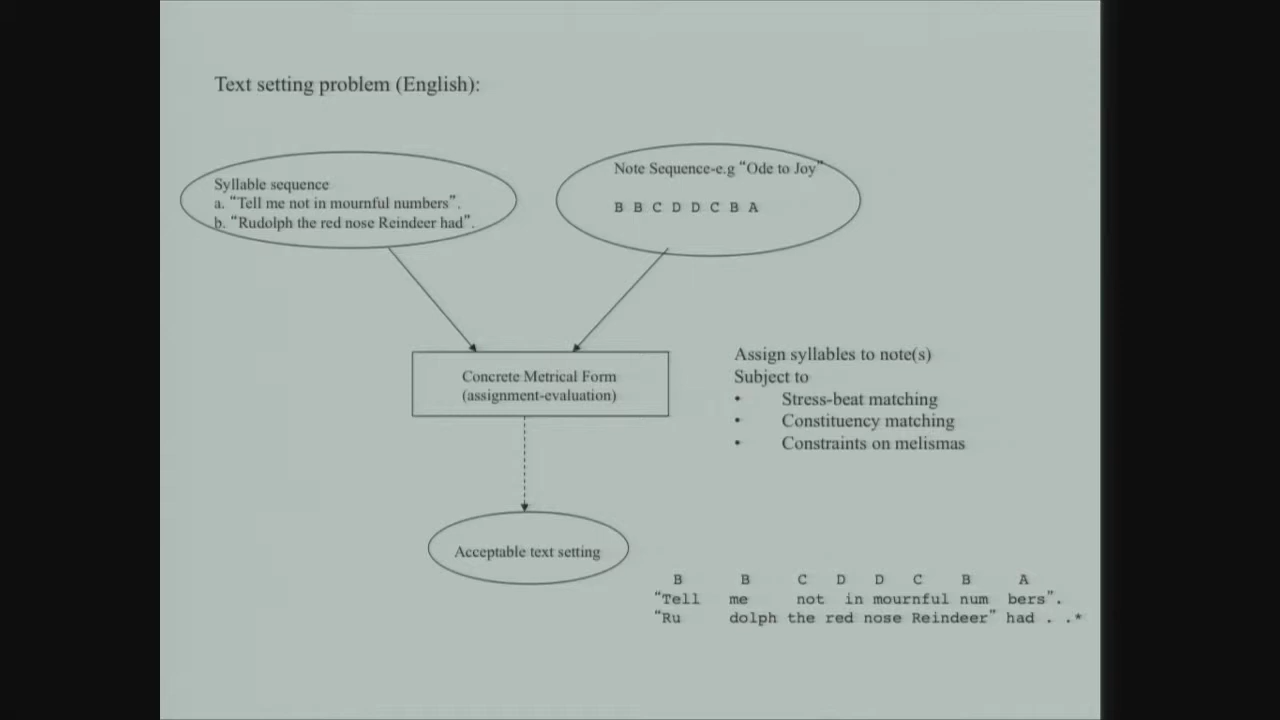 Text setting problem (English):
Syllable sequence
a. “Tell me not in mournful numbers”.
b. “Rudolph the red nose Reindeer had”.
Note Sequence-e.g “Ode to Joy”
B B C D D C B A
Concrete Metrical Form
(assignment-evaluation)
Assign syllables to note(s)
Subject to
• Stress-beat matching
• Constituency matching
• Constraints on melismas
Acceptable text setting
B B C D D C B A
“Tell me not in mournful num bers”.
“Ru dolph the red nose Reindeer” had . .*